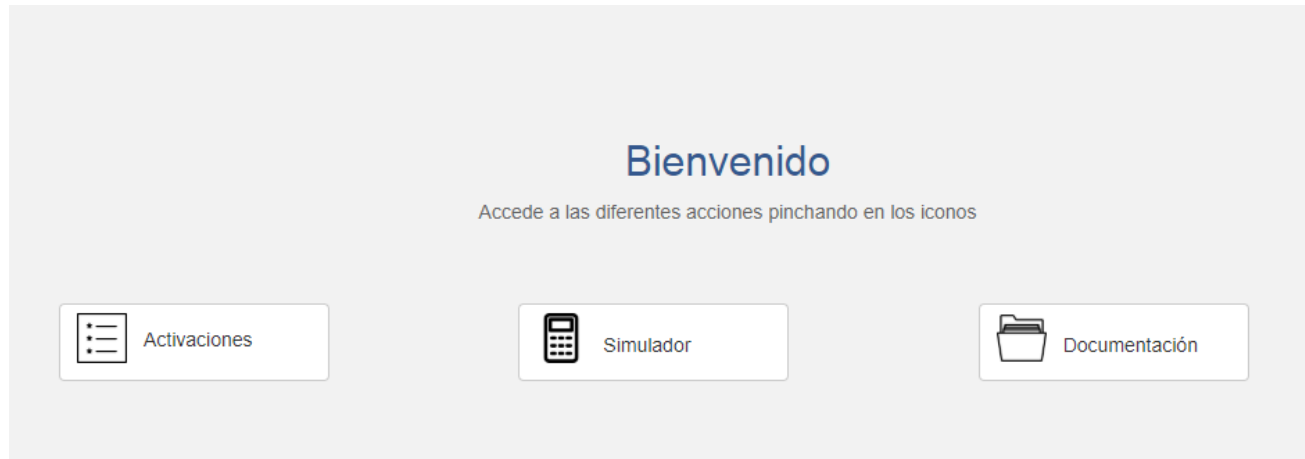 Bienvenido
Accede a las diferentes acciones pinchando en los iconos
Activaciones
Simulador
Documentación